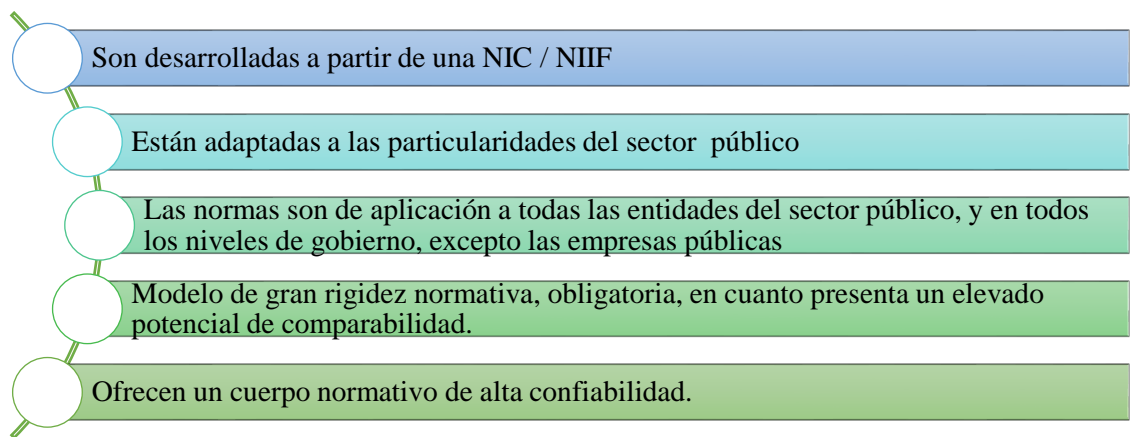 Son desarrolladas a partir de una NIC / NIIF
Están adaptadas a las particularidades del sector público
Las normas son de aplicación a todas las entidades del sector público, y en todos
los niveles de gobierno, excepto las empresas públicas
Modelo de gran rigidez normativa, obligatoria, en cuanto presenta un elevado
potencial de comparabilidad.
Ofrecen un cuerpo normativo de alta confiabilidad.